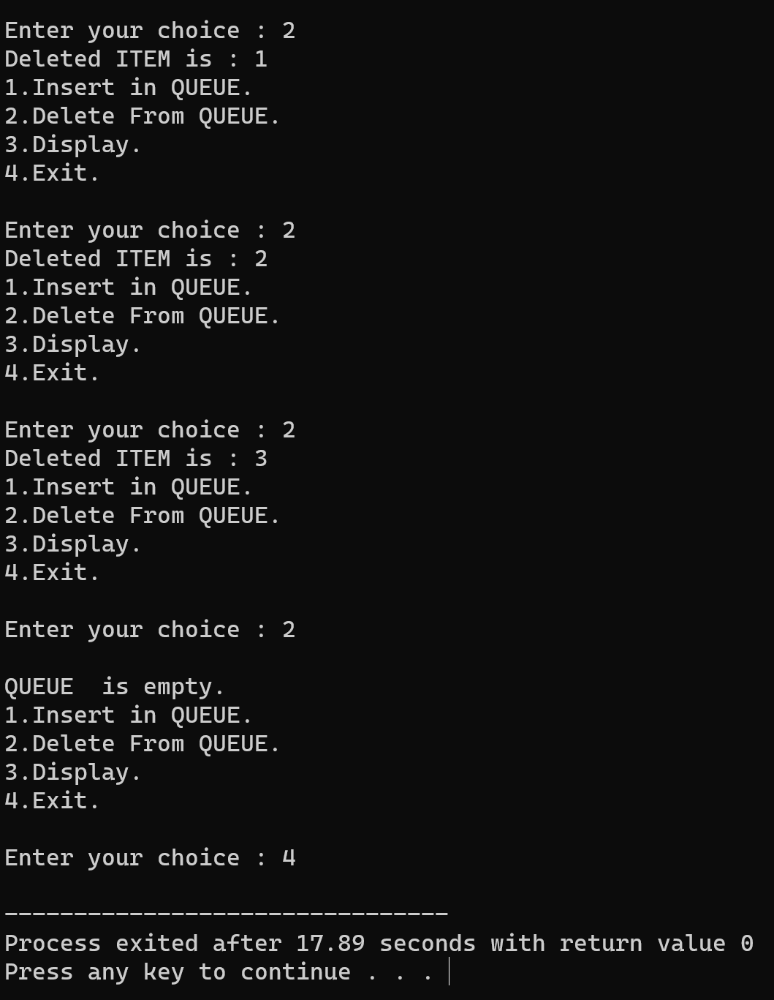 Enter your choice : 2
Deleted ITEM is : 1
1.Insert in QUEUE.
2.Delete From QUEUE.
3.Display.
4.Exit.

Enter your choice : 2
Deleted ITEM is : 2
1.Insert in QUEUE.
2.Delete From QUEUE.
3.Display.
4.Exit.

Enter your choice : 2
Deleted ITEM is : 3
1.Insert in QUEUE.
2.Delete From QUEUE.
3.Display.
4.Exit.

Enter your choice : 2

QUEUE  is empty.
1.Insert in QUEUE.
2.Delete From QUEUE.
3.Display.
4.Exit.

Enter your choice : 4

--------------------------------
Process exited after 17.89 seconds with return value 0
Press any key to continue . . .